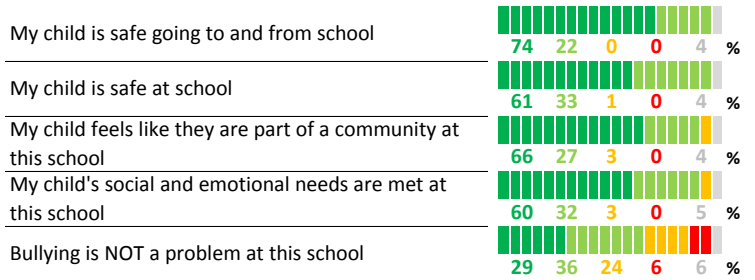 My child is safe going to and from school
74 22 0 0 4 %
My child is safe at school
61 33 1 0 4 %
My child feels like they are part of a community at
this school
66 27 3 0 4 %
My child's social and emotional needs are met at
this school
60 32 3 0 5 %
Bullying is NOT a problem at this school
29 36 24 6 6 %